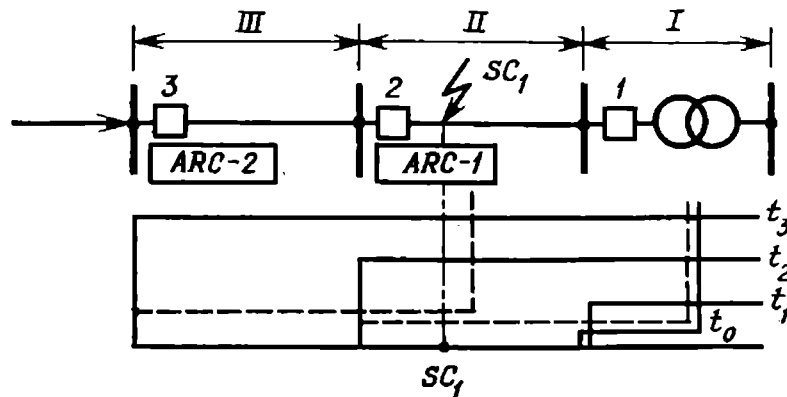 III II I
3 2 SC₁ 1
ARC-2 ARC-1
t₃
t₂
t₁
t₀
SC₁